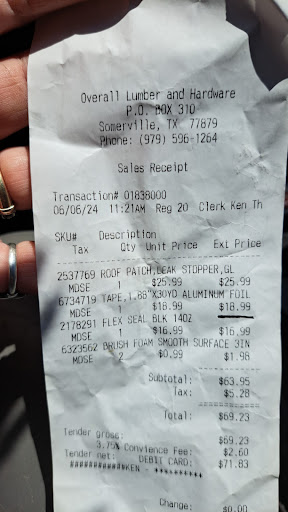 Overall Lumber and Hardware
P.O. BOX 310
Somerville, TX 77879
Phone: (979) 596-1264
Sales Receipt
Transaction# 01838000
06/06/24 11:21AM Reg 20 Clerk Ken Th
SKU# Description
Tax Qty Unit Price Ext Price
2537769 ROOF PATCH,LEAK STOPPER,GL
MDSE 1 $25.99 $25.99
6734719 TAPE,1.88"X30YD ALUMINUM FOIL
MDSE 1 $18.99 $18.99
2178291 FLEX SEAL BLK 14OZ
MDSE 1 $16.99 $16.99
6323562 BRUSH FOAM SMOOTH SURFACE 3IN
MDSE 2 $0.99 $1.98
Subtotal: $63.95
Tax: $5.28
Total: $69.23
Tender gross: $69.23
3.75% Convience Fee: $2.60
Tender net: DEBIT CARD: $71.83
Change: $0.00